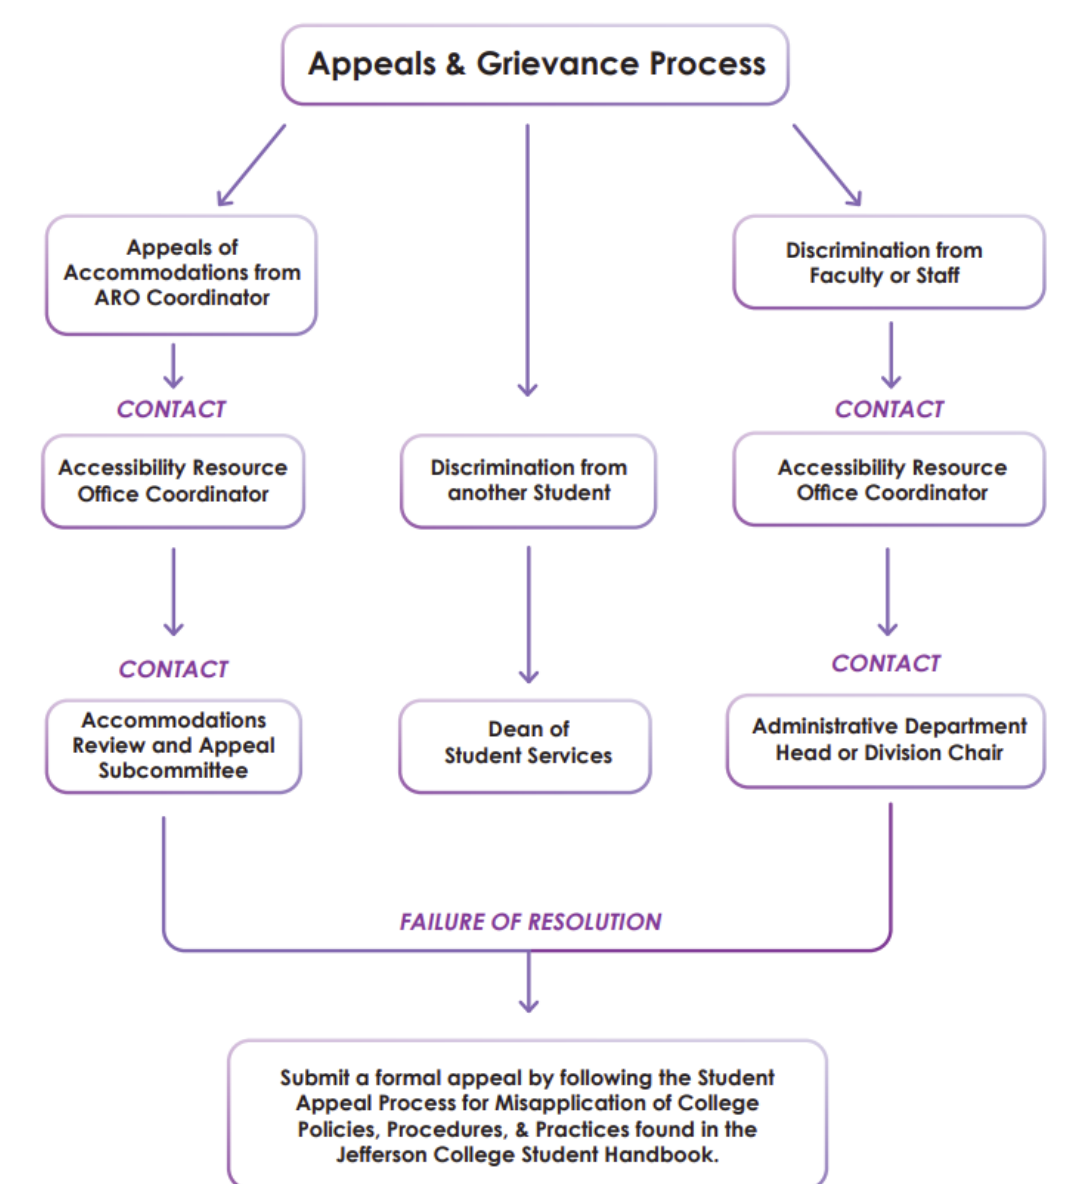 Appeals & Grievance Process
Appeals of
Accommodations from
ARO Coordinator
Discrimination from
Faculty or Staff
CONTACT
CONTACT
Accessibility Resource
Office Coordinator
Discrimination from
another Student
Accessibility Resource
Office Coordinator
CONTACT
CONTACT
Accommodations
Review and Appeal
Subcommittee
Dean of
Student Services
Administrative Department
Head or Division Chair
FAILURE OF RESOLUTION
Submit a formal appeal by following the Student
Appeal Process for Misapplication of College
Policies, Procedures, & Practices found in the
Jefferson College Student Handbook.